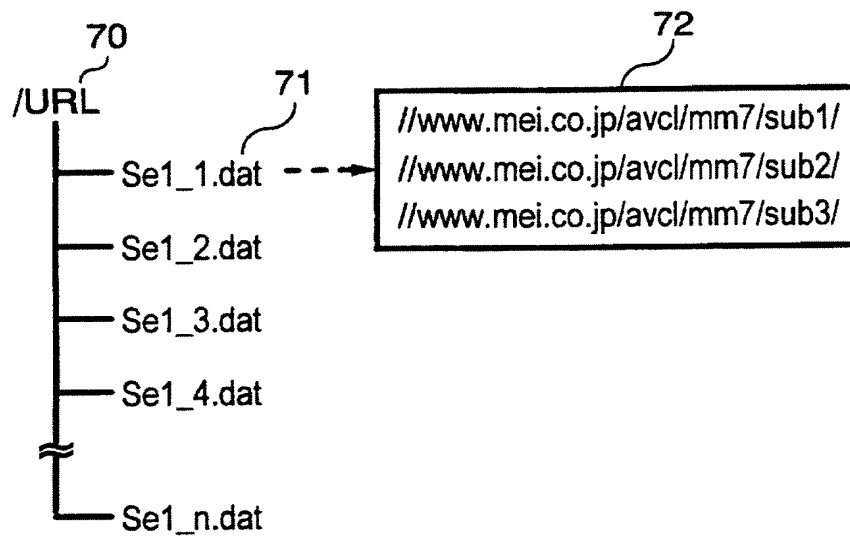 70
/URL
71
72
Se1_1.dat
//www.mei.co.jp/avcl/mm7/sub1/
//www.mei.co.jp/avcl/mm7/sub2/
//www.mei.co.jp/avcl/mm7/sub3/
Se1_2.dat
Se1_3.dat
Se1_4.dat
Se1_n.dat